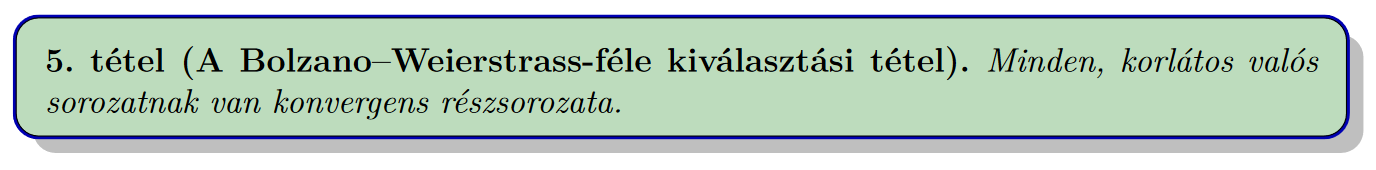 5. tétel (A Bolzano–Weierstrass-féle kiválasztási tétel). Minden, korlátos valós
sorozatnak van konvergens részsorozata.